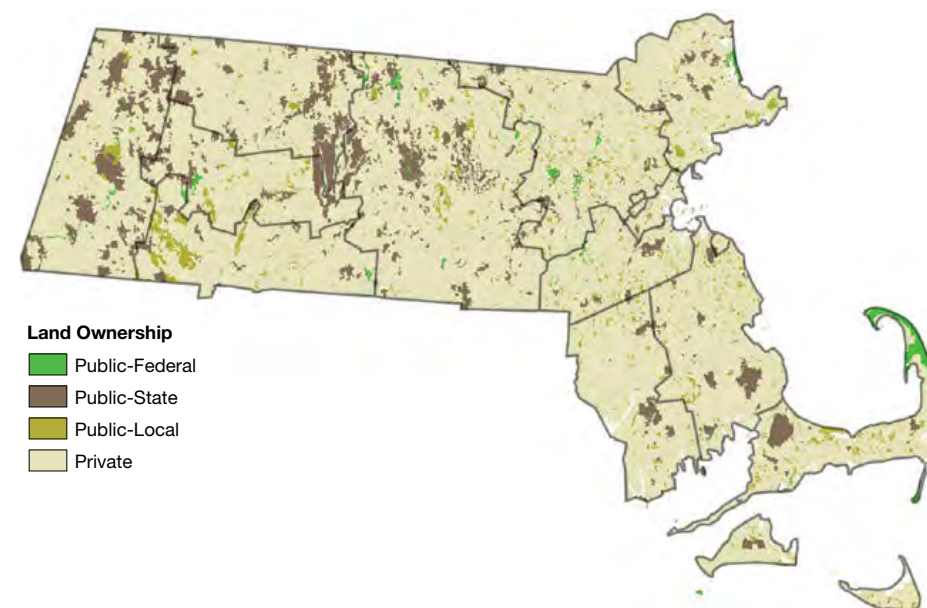 Land Ownership
Public-Federal
Public-State
Public-Local
Private